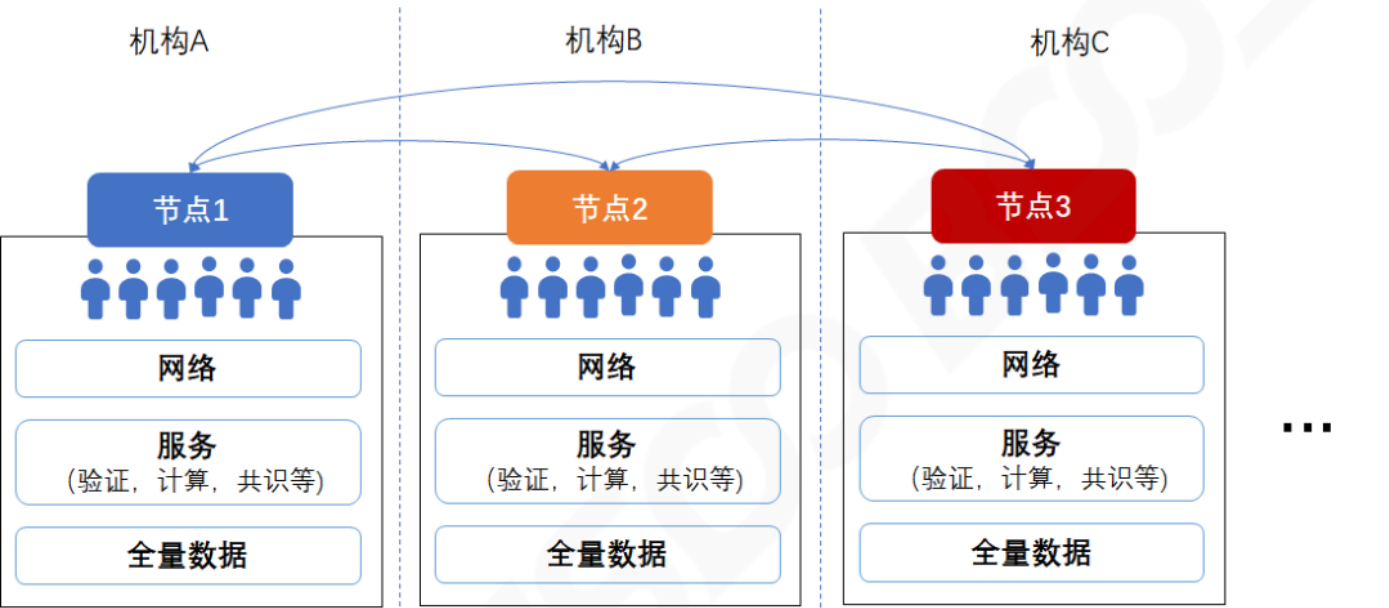 机构A
机构B
机构C
节点1
节点2
节点3
网络
网络
网络
服务
(验证，计算，共识等)
服务
(验证，计算，共识等)
服务
(验证，计算，共识等)
全量数据
全量数据
全量数据
...